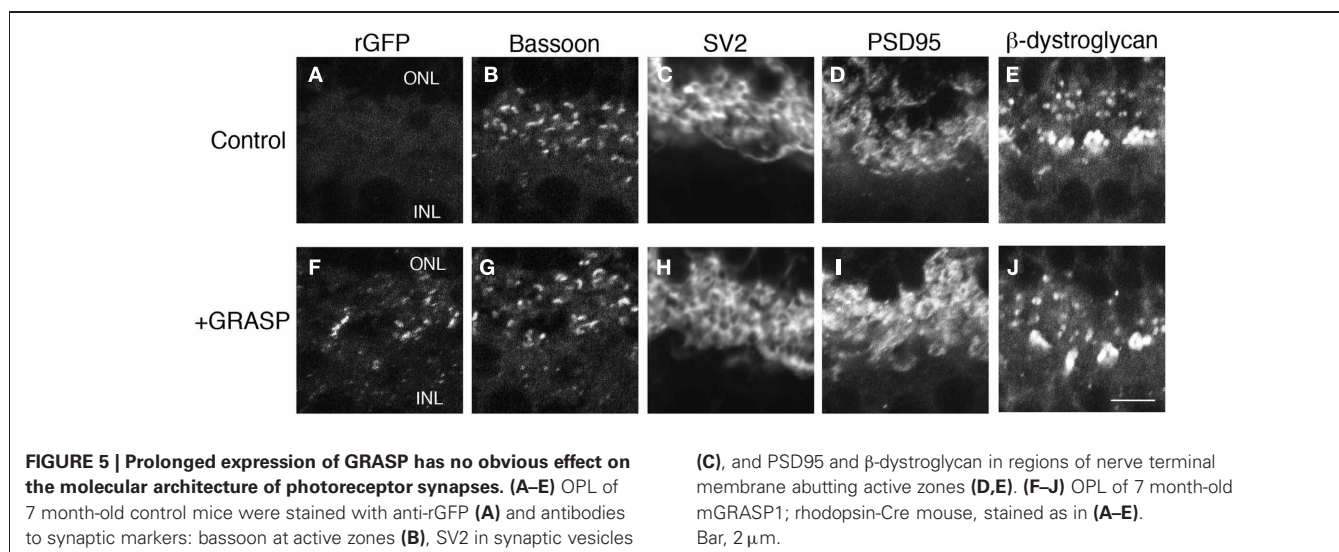 rGFP Bassoon SV2 PSD95 β-dystroglycan
Control
A ONL INL B C D E
+GRASP
F ONL INL G H I J
FIGURE 5 | Prolonged expression of GRASP has no obvious effect on
the molecular architecture of photoreceptor synapses. (A–E) OPL of
7 month-old control mice were stained with anti-rGFP (A) and antibodies
to synaptic markers: bassoon at active zones (B), SV2 in synaptic vesicles
(C), and PSD95 and β-dystroglycan in regions of nerve terminal
membrane abutting active zones (D,E). (F–J) OPL of 7 month-old
mGRASP1; rhodopsin-Cre mouse, stained as in (A–E).
Bar, 2 μm.